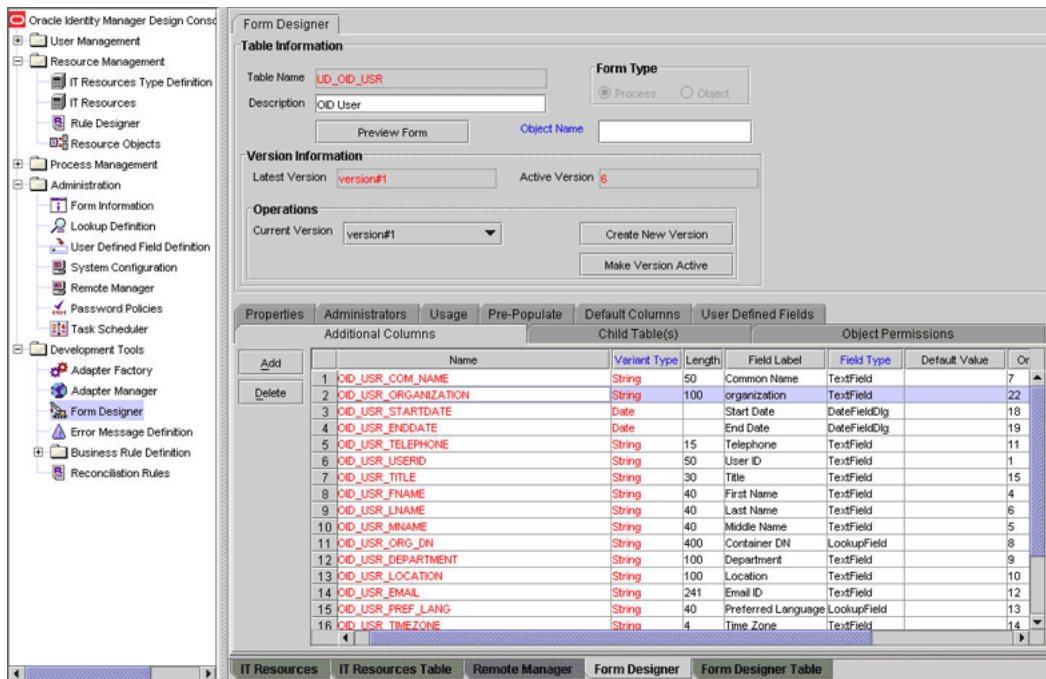 Oracle Identity Manager Design Conso
User Management
Resource Management
IT Resources Type Definition
IT Resources
Rule Designer
Resource Objects
Process Management
Administration
Form Information
Lookup Definition
User Defined Field Definition
System Configuration
Remote Manager
Password Policies
Task Scheduler
Development Tools
Adapter Factory
Adapter Manager
Form Designer
Error Message Definition
Business Rule Definition
Reconciliation Rules
Form Designer
Table Information
Table Name UD_OID_USR
Description OID User
Form Type
Process Object
Preview Form
Object Name
Version Information
Latest Version version#1 Active Version 6
Operations
Current Version version#1
Create New Version
Make Version Active
Properties Administrators Usage Pre-Populate Default Columns User Defined Fields
Additional Columns Child Table(s) Object Permissions
Add
Delete
Name Variant Type Length Field Label Field Type Default Value Or
1 OID_USR_COM_NAME String 50 Common Name TextField 7
2 OID_USR_ORGANIZATION String 100 organization TextField 22
3 OID_USR_STARTDATE Date Start Date DateFieldDlg 18
4 OID_USR_ENDDATE Date End Date DateFieldDlg 19
5 OID_USR_TELEPHONE String 15 Telephone TextField 11
6 OID_USR_USERID String 50 User ID TextField 1
7 OID_USR_TITLE String 30 Title TextField 15
8 OID_USR_FNAME String 40 First Name TextField 4
9 OID_USR_LNAME String 40 Last Name TextField 6
10 OID_USR_MNAME String 40 Middle Name TextField 5
11 OID_USR_ORG_DN String 400 Container DN LookupField 8
12 OID_USR_DEPARTMENT String 100 Department TextField 9
13 OID_USR_LOCATION String 100 Location TextField 10
14 OID_USR_EMAIL String 241 Email ID TextField 12
15 OID_USR_PREF_LANG String 40 Preferred Language LookupField 13
16 OID_USR_TIMEZONE String 4 Time Zone TextField 14
IT Resources IT Resources Table Remote Manager Form Designer Form Designer Table